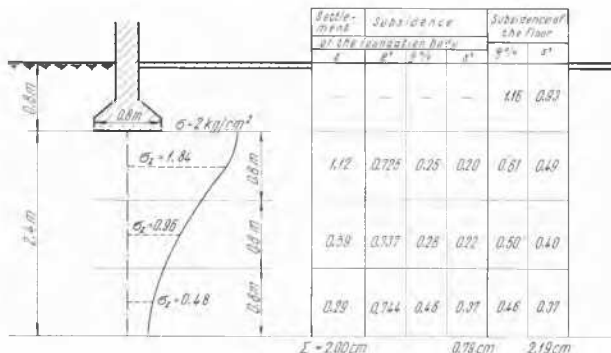 Settle-
ment
Subsidence
Subsidence of
the floor
of the foundation body
0.8m
0.8m
σ=2 kg/cm²
1.16 0.93
σz=1.84
0.8m
1.12 0.725 0.25 0.20 0.61 0.49
2.4m
σz=0.96
0.8m
0.59 0.737 0.28 0.22 0.50 0.40
σz=0.48
0.8m
0.29 0.744 0.46 0.37 0.46 0.37
Σ = 2.00cm 0.79cm 2.19cm